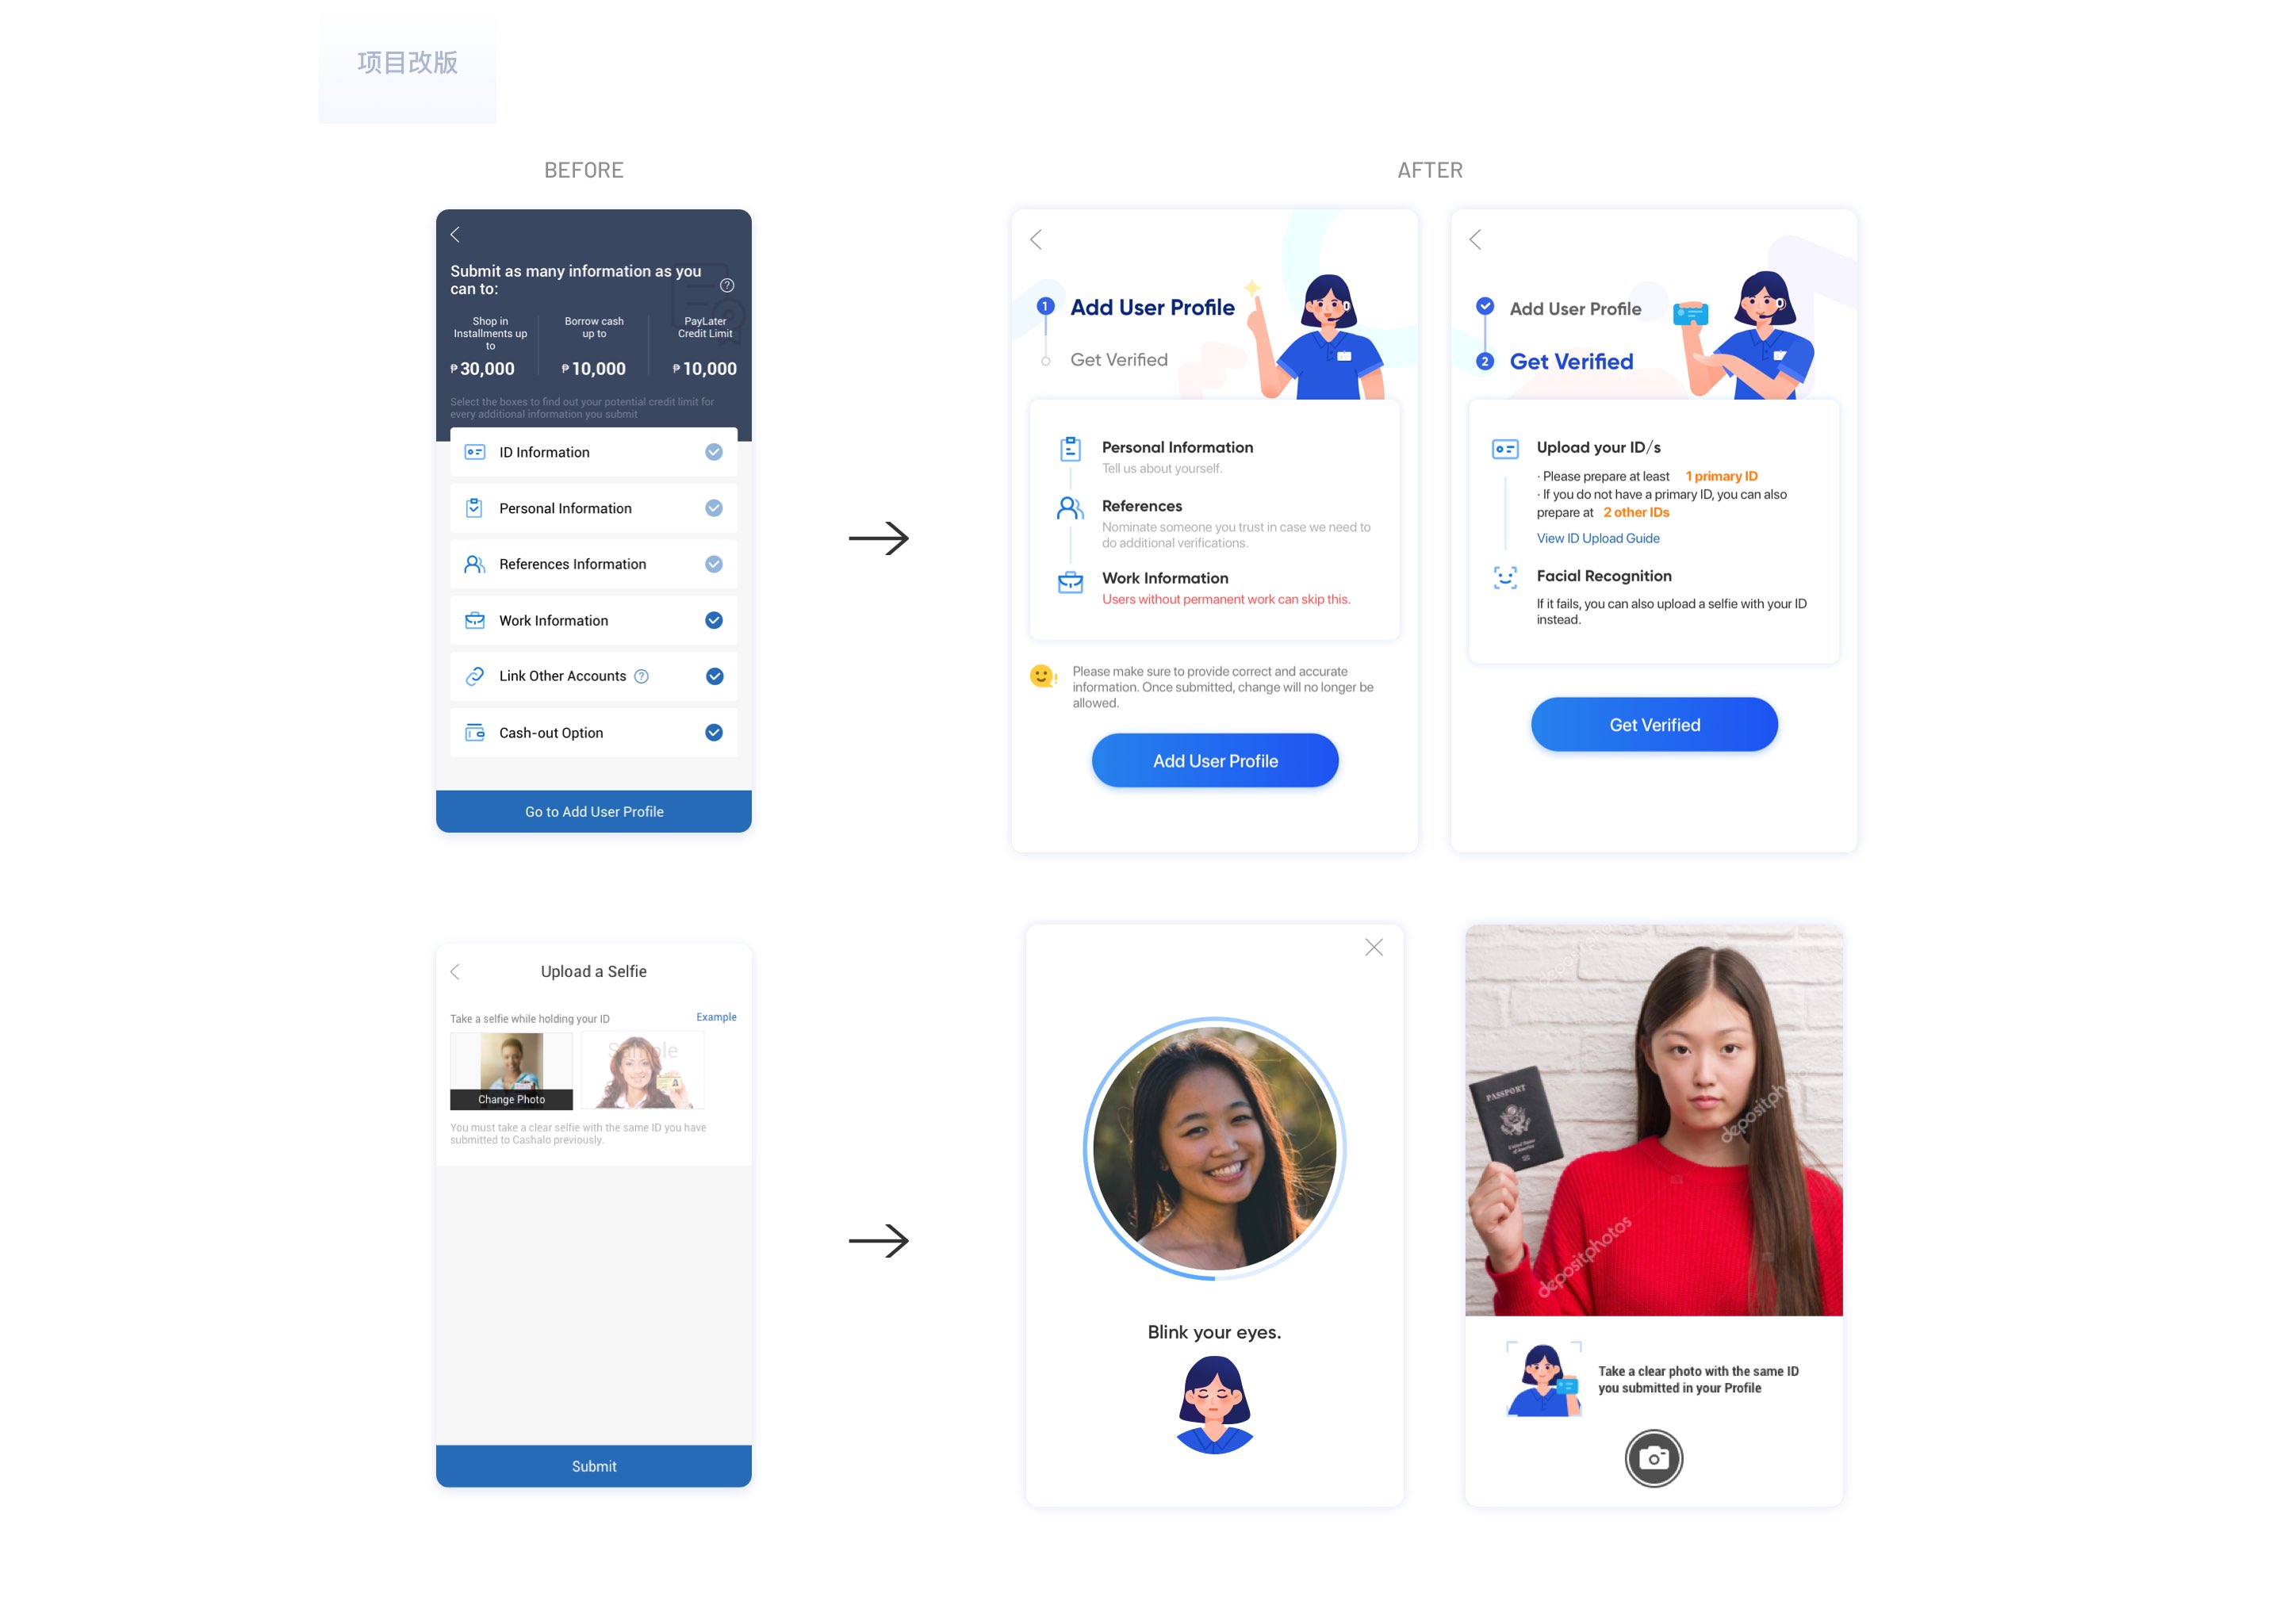 项目改版
BEFORE
AFTER
Submit as many information as you
can to:
Shop in
Installments up
to
₱ 30,000
Borrow cash
up to
₱ 10,000
PayLater
Credit Limit
₱ 10,000
Select the boxes to find out your potential credit limit for
every additional information you submit
ID Information
Personal Information
References Information
Work Information
Link Other Accounts
Cash-out Option
Go to Add User Profile
1 Add User Profile
Get Verified
Personal Information
Tell us about yourself.
References
Nominate someone you trust in case we need to
do additional verifications.
Work Information
Users without permanent work can skip this.
Please make sure to provide correct and accurate
information. Once submitted, change will no longer be
allowed.
Add User Profile
Add User Profile
2 Get Verified
Upload your ID/s
· Please prepare at least 1 primary ID
· If you do not have a primary ID, you can also
prepare at 2 other IDs
View ID Upload Guide
Facial Recognition
If it fails, you can also upload a selfie with your ID
instead.
Get Verified
Upload a Selfie
Take a selfie while holding your ID
Example
Sample
Change Photo
You must take a clear selfie with the same ID you have
submitted to Cashalo previously.
Submit
Blink your eyes.
PASSPORT
United States
of America
depositphotos
depositph
Take a clear photo with the same ID
you submitted in your Profile